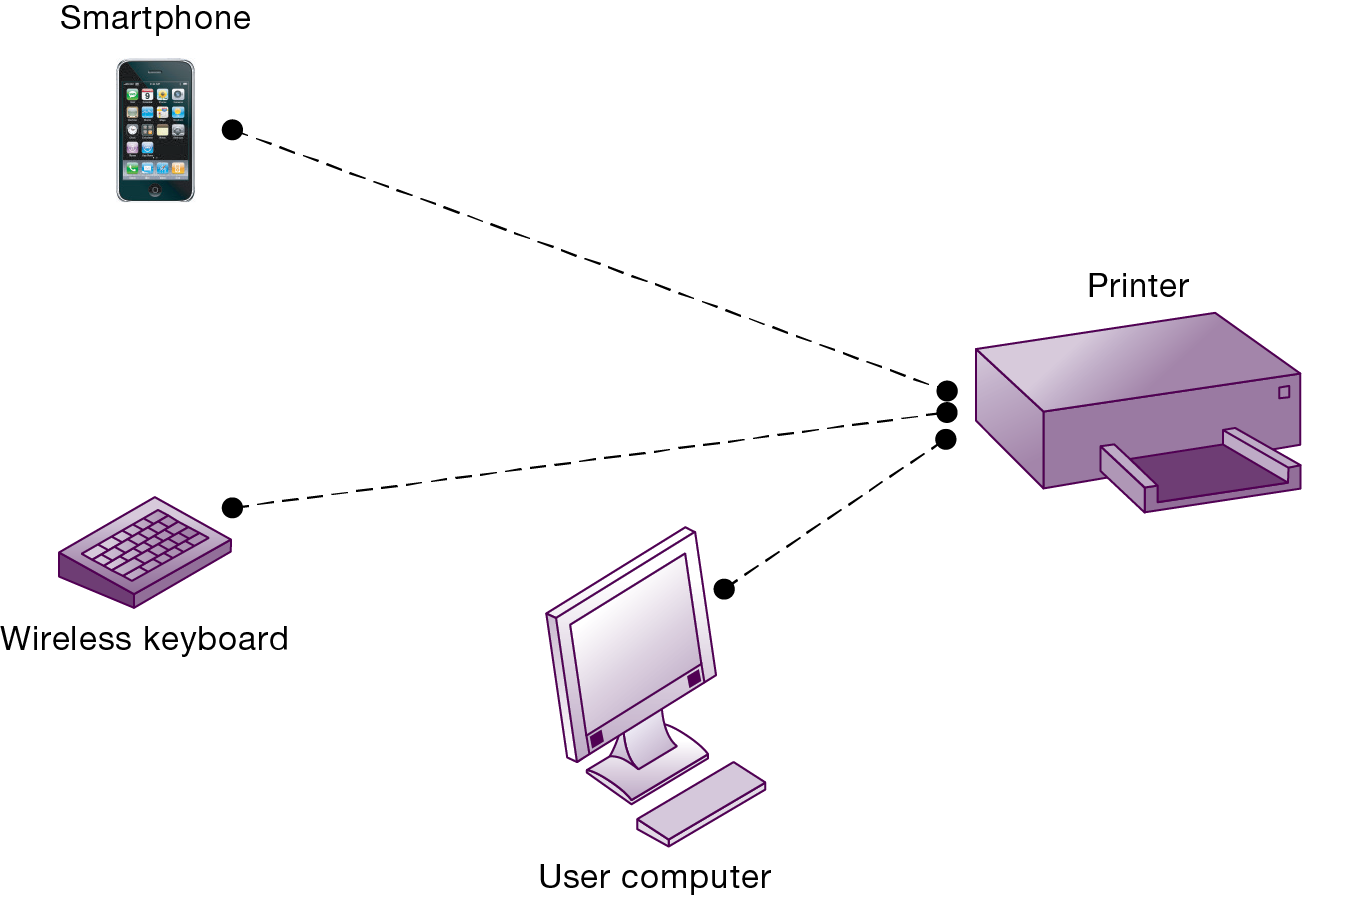 Smartphone
Printer
Wireless keyboard
User computer